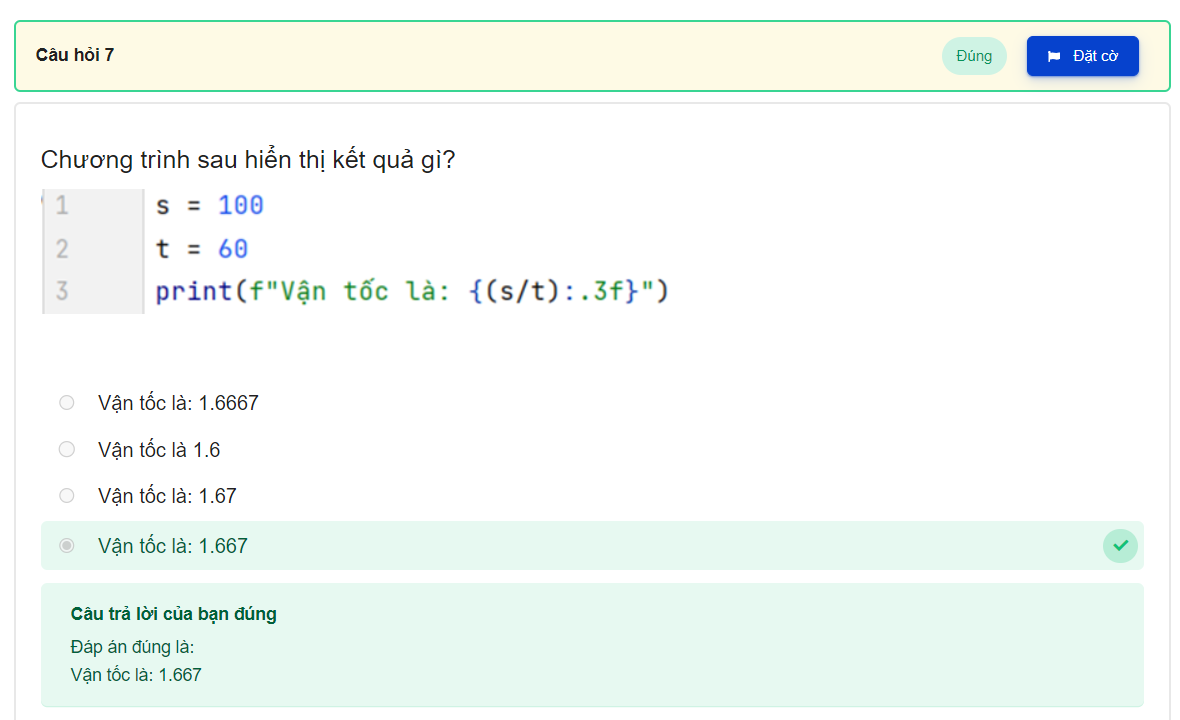 Câu hỏi 7
Đúng
Đặt cờ
Chương trình sau hiển thị kết quả gì?
1 s = 100
2 t = 60
3 print(f"Vận tốc là: {(s/t):.3f}")
Vận tốc là: 1.6667
Vận tốc là 1.6
Vận tốc là: 1.67
Vận tốc là: 1.667
Câu trả lời của bạn đúng
Đáp án đúng là:
Vận tốc là: 1.667